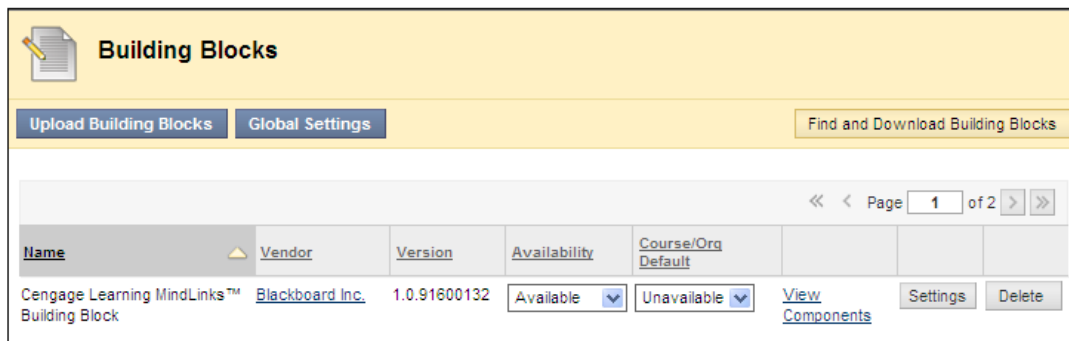 Building Blocks
Upload Building Blocks Global Settings Find and Download Building Blocks
« < Page 1 of 2 > »
Name Vendor Version Availability Course/Org
Default
Cengage Learning MindLinks™ Blackboard Inc. 1.0.91600132 Available Unavailable View Settings Delete
Building Block Components